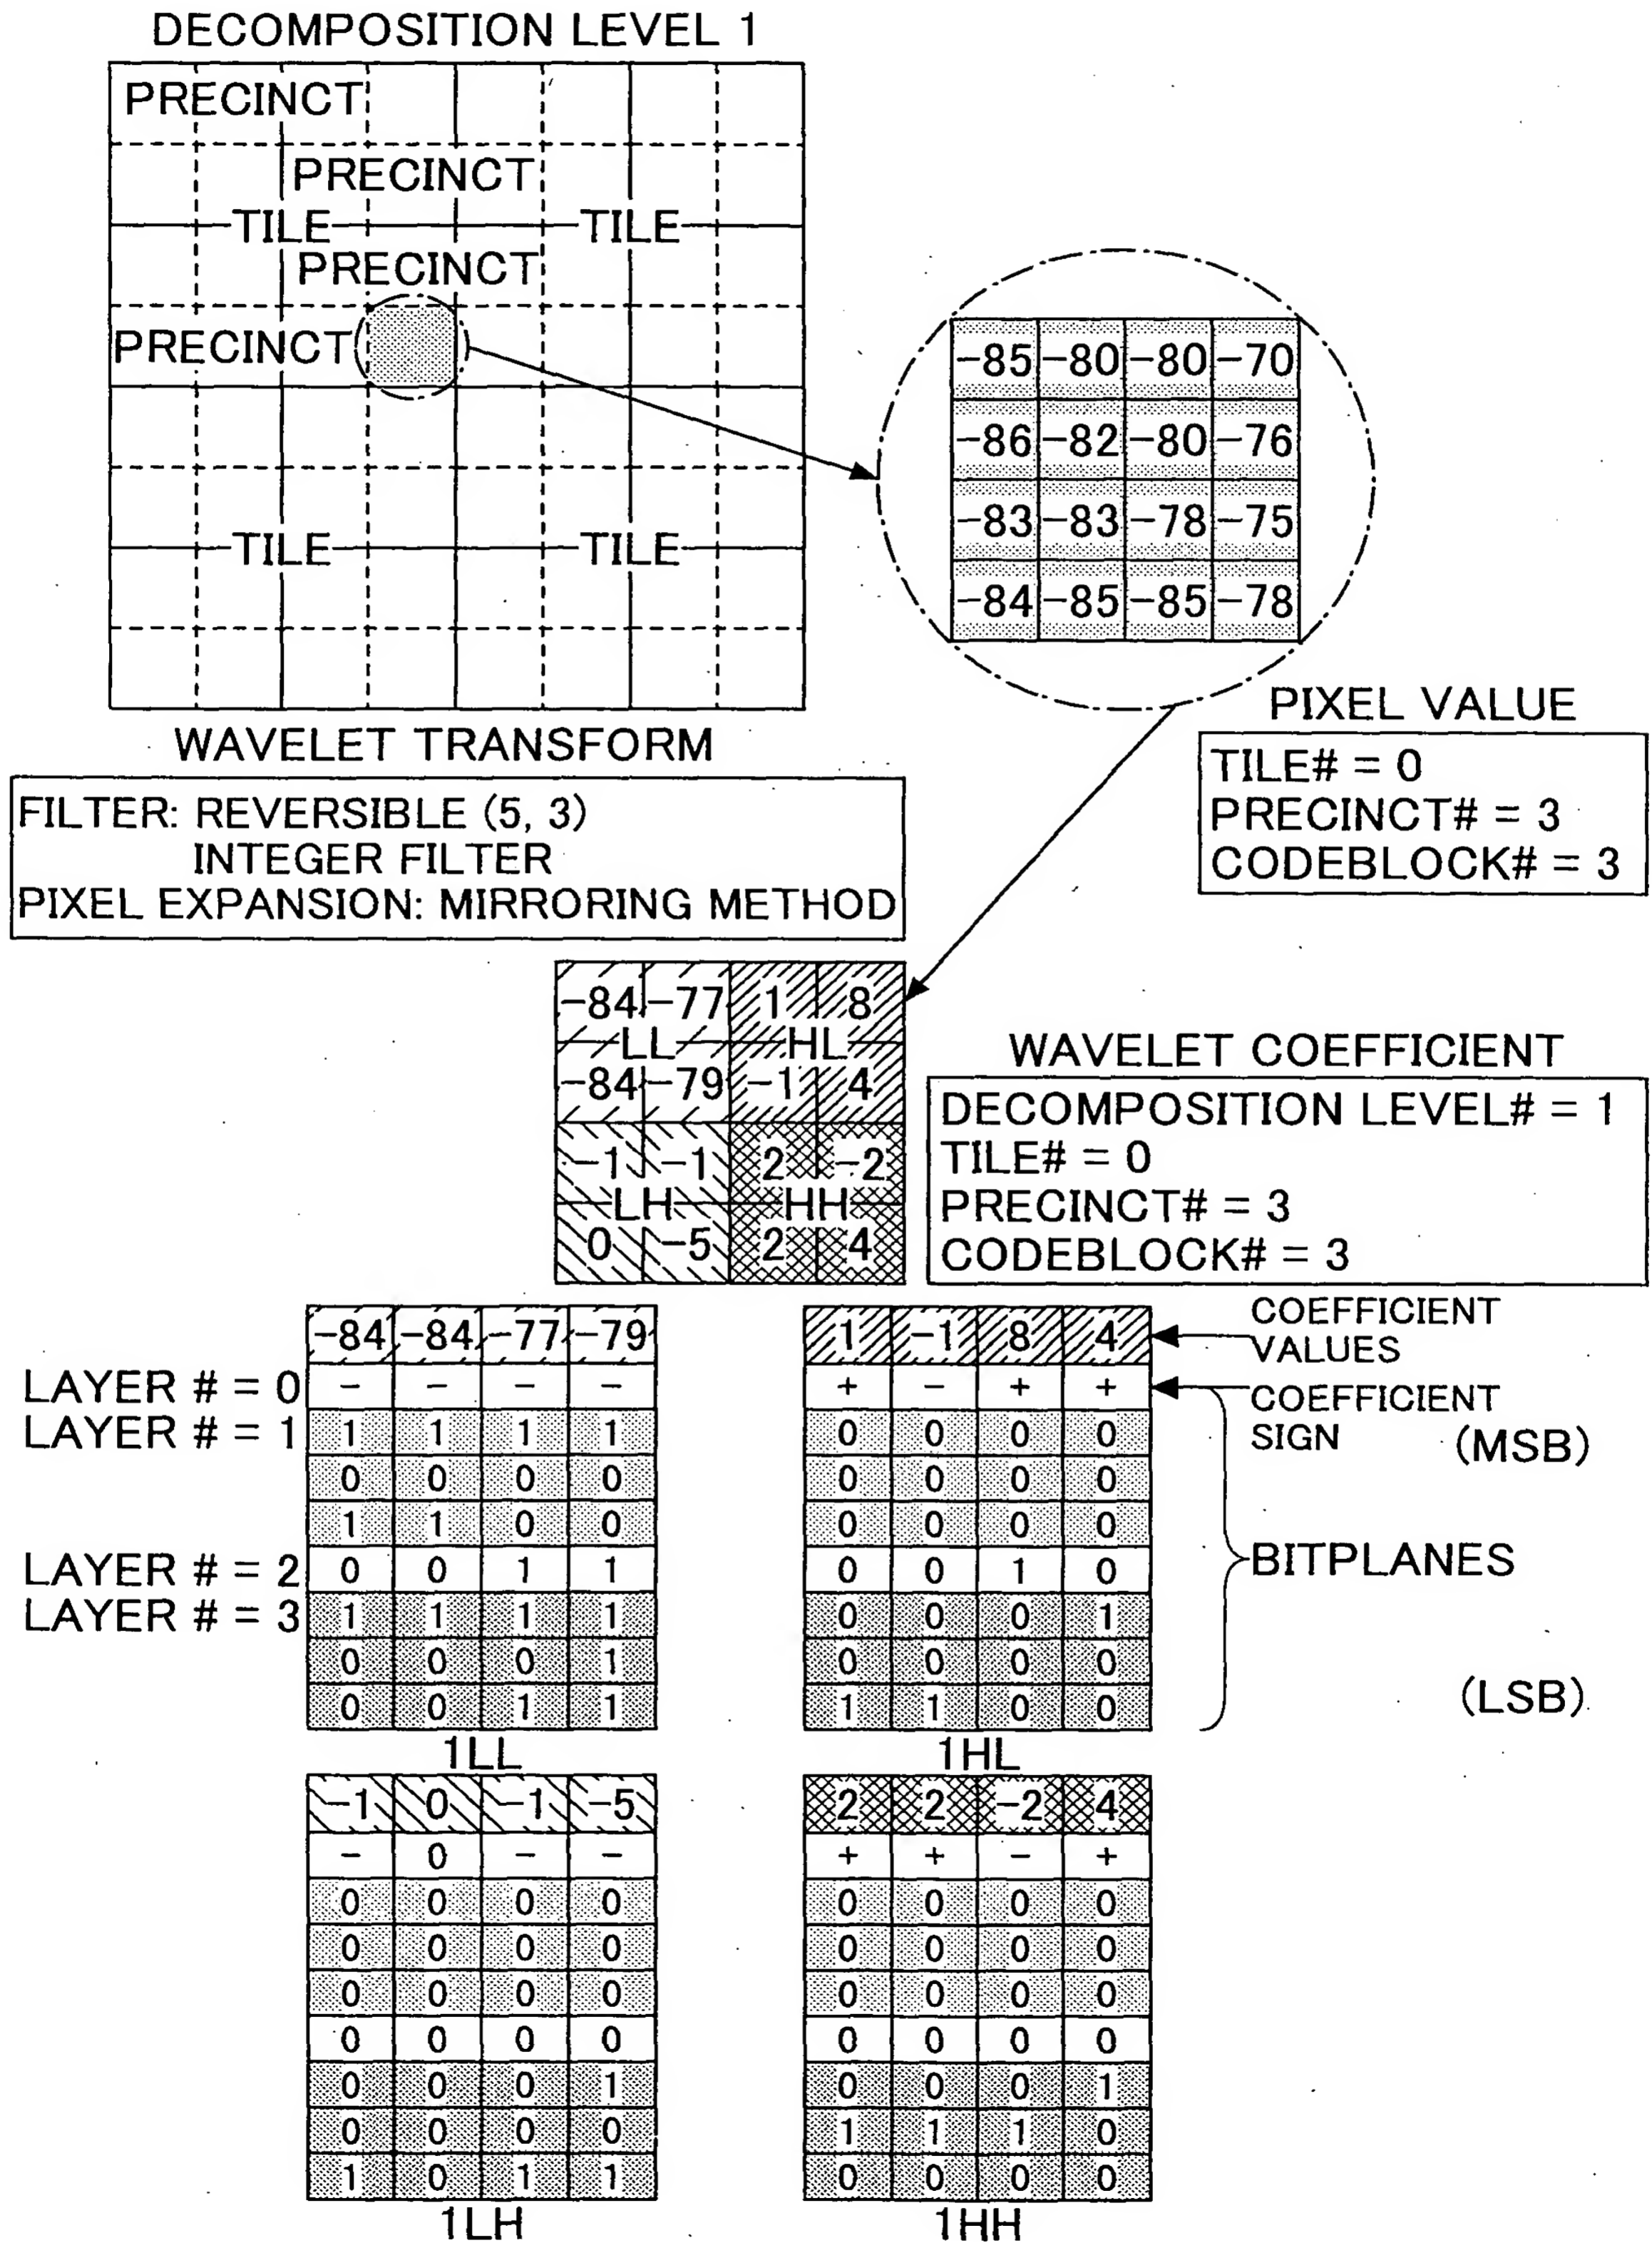 DECOMPOSITION LEVEL 1
PRECINCT
PRECINCT
TILE TILE
PRECINCT
PRECINCT
TILE TILE
-85 -80 -80 -70
-86 -82 -80 -76
-83 -83 -78 -75
-84 -85 -85 -78
PIXEL VALUE
TILE# = 0
PRECINCT# = 3
CODEBLOCK# = 3
WAVELET TRANSFORM
FILTER: REVERSIBLE (5, 3)
INTEGER FILTER
PIXEL EXPANSION: MIRRORING METHOD
-84 -77 1 8
LL HL
-84 -79 -1 4
-1 -1 2 -2
LH HH
0 -5 2 4
WAVELET COEFFICIENT
DECOMPOSITION LEVEL# = 1
TILE# = 0
PRECINCT# = 3
CODEBLOCK# = 3
-84 -84 -77 -79
LAYER # = 0 - - - -
LAYER # = 1 1 1 1 1
0 0 0 0
1 1 0 0
LAYER # = 2 0 0 1 1
LAYER # = 3 1 1 1 1
0 0 0 1
0 0 1 1
1LL
1 -1 8 4
+ - + +
0 0 0 0
0 0 0 0
0 0 0 0
0 0 1 0
0 0 0 1
0 0 0 0
1 1 0 0
1HL
COEFFICIENT
VALUES
COEFFICIENT
SIGN
(MSB)
BITPLANES
(LSB)
-1 0 -1 -5
- 0 - -
0 0 0 0
0 0 0 0
0 0 0 0
0 0 0 0
0 0 0 1
0 0 0 0
1 0 1 1
1LH
2 2 -2 4
+ + - +
0 0 0 0
0 0 0 0
0 0 0 0
0 0 0 0
0 0 0 1
1 1 1 0
0 0 0 0
1HH